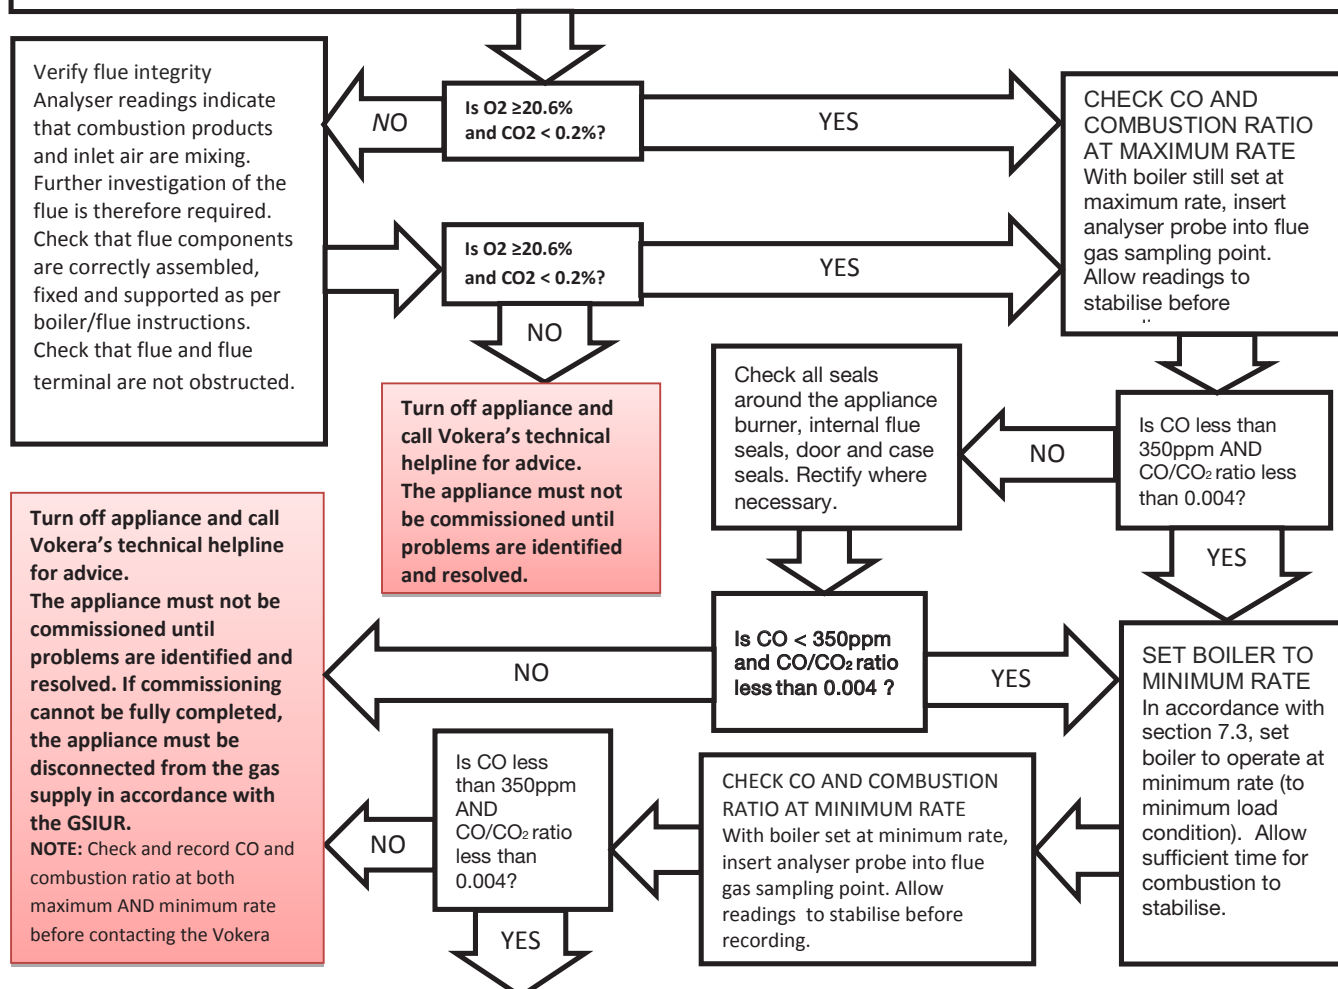 Verify flue integrity
Analyser readings indicate
that combustion products
and inlet air are mixing.
Further investigation of the
flue is therefore required.
Check that flue components
are correctly assembled,
fixed and supported as per
boiler/flue instructions.
Check that flue and flue
terminal are not obstructed.
NO
Is O2 ≥20.6%
and CO2 < 0.2%?
YES
CHECK CO AND
COMBUSTION RATIO
AT MAXIMUM RATE
With boiler still set at
maximum rate, insert
analyser probe into flue
gas sampling point.
Allow readings to
stabilise before
Is O2 ≥20.6%
and CO2 < 0.2%?
YES
NO
Turn off appliance and
call Vokera’s technical
helpline for advice.
The appliance must not
be commissioned until
problems are identified
and resolved.
Check all seals
around the appliance
burner, internal flue
seals, door and case
seals. Rectify where
necessary.
NO
Is CO less than
350ppm AND
CO/CO₂ ratio less
than 0.004?
YES
Turn off appliance and call
Vokera’s technical helpline
for advice.
The appliance must not be
commissioned until
problems are identified and
resolved. If commissioning
cannot be fully completed,
the appliance must be
disconnected from the gas
supply in accordance with
the GSIUR.
NOTE: Check and record CO and
combustion ratio at both
maximum AND minimum rate
before contacting the Vokera
NO
Is CO < 350ppm
and CO/CO₂ ratio
less than 0.004 ?
YES
SET BOILER TO
MINIMUM RATE
In accordance with
section 7.3, set
boiler to operate at
minimum rate (to
minimum load
condition). Allow
sufficient time for
combustion to
stabilise.
NO
Is CO less
than 350ppm
AND
CO/CO₂ ratio
less than
0.004?
CHECK CO AND COMBUSTION
RATIO AT MINIMUM RATE
With boiler set at minimum rate,
insert analyser probe into flue
gas sampling point. Allow
readings to stabilise before
recording.
YES